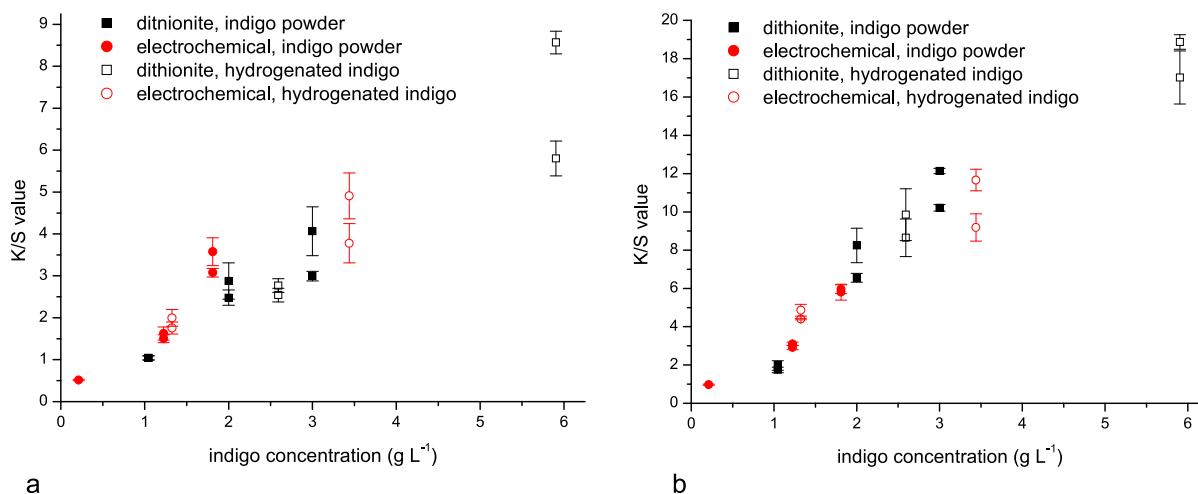 ditnionite, indigo powder
electrochemical, indigo powder
dithionite, hydrogenated indigo
electrochemical, hydrogenated indigo
K/S value
9
8
7
6
5
4
3
2
1
0
0 1 2 3 4 5 6
indigo concentration (g L⁻¹)
a
dithionite, indigo powder
electrochemical, indigo powder
dithionite, hydrogenated indigo
electrochemical, hydrogenated indigo
K/S value
20
18
16
14
12
10
8
6
4
2
0
0 1 2 3 4 5 6
indigo concentration (g L⁻¹)
b